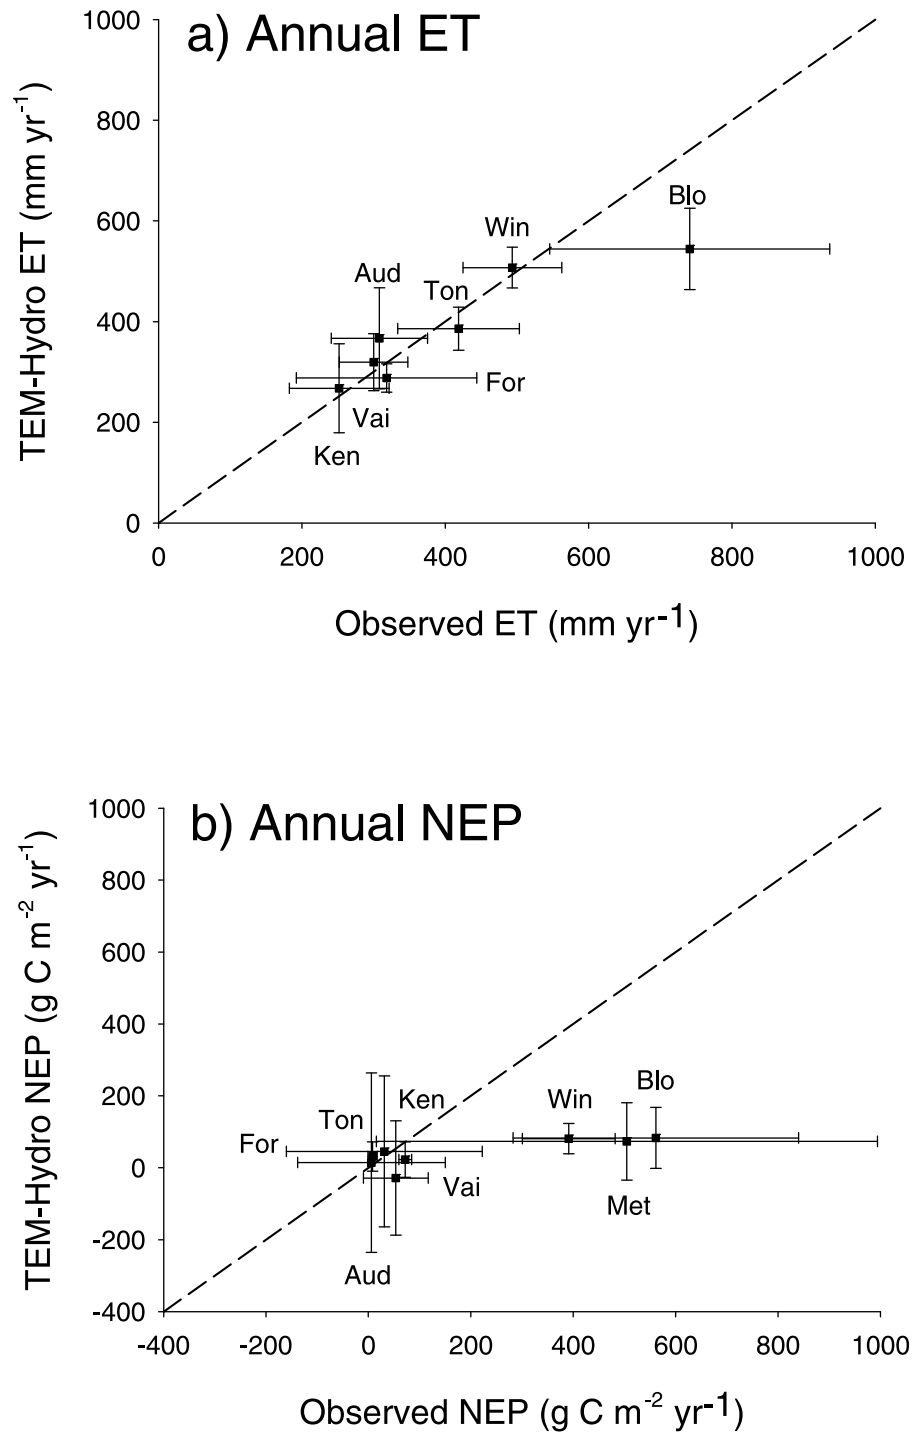 a) Annual ET
1000
800
600
400
200
0
TEM-Hydro ET (mm yr-1)
Blo
Win
Aud
Ton
For
Vai
Ken
0 200 400 600 800 1000
Observed ET (mm yr-1)
b) Annual NEP
1000
800
600
400
200
0
-200
-400
TEM-Hydro NEP (g C m-2 yr-1)
Blo
Win
Ken
Ton
For
Vai
Met
Aud
-400 -200 0 200 400 600 800 1000
Observed NEP (g C m-2 yr-1)